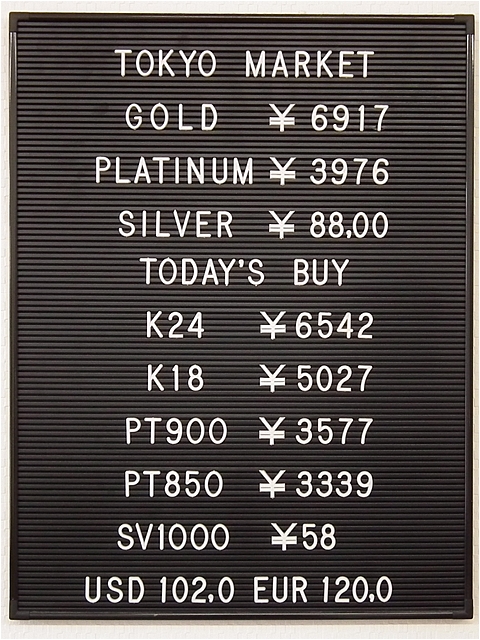 TOKYO MARKET
GOLD ¥ 6917
PLATINUM ¥ 3976
SILVER ¥ 88.00
TODAY'S BUY
K24 ¥6542
K18 ¥5027
PT900 ¥3577
PT850 ¥3339
SV1000 ¥58
USD 102.0 EUR 120.0